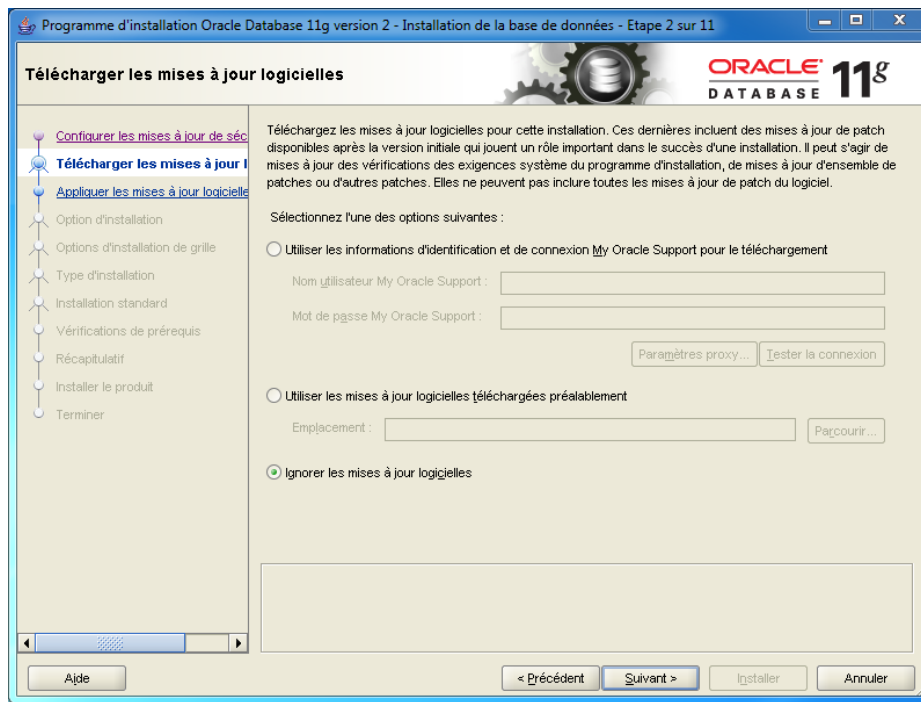 Programme d'installation Oracle Database 11g version 2 - Installation de la base de données - Etape 2 sur 11
Télécharger les mises à jour logicielles
ORACLE
DATABASE 11g
Configurer les mises à jour de séc
Télécharger les mises à jour l
Appliquer les mises à jour logicielle
Option d'installation
Options d'installation de grille
Type d'installation
Installation standard
Vérifications de prérequis
Récapitulatif
Installer le produit
Terminer
Téléchargez les mises à jour logicielles pour cette installation. Ces dernières incluent des mises à jour de patch
disponibles après la version initiale qui jouent un rôle important dans le succès d'une installation. Il peut s'agir de
mises à jour des vérifications des exigences système du programme d'installation, de mises à jour d'ensemble de
patches ou d'autres patches. Elles ne peuvent pas inclure toutes les mises à jour de patch du logiciel.
Sélectionnez l'une des options suivantes :
Utiliser les informations d'identification et de connexion My Oracle Support pour le téléchargement
Nom utilisateur My Oracle Support :
Mot de passe My Oracle Support :
Paramètres proxy... Tester la connexion
Utiliser les mises à jour logicielles téléchargées préalablement
Emplacement : Parcourir...
Ignorer les mises à jour logicielles
Aide < Précédent Suivant > Installer Annuler